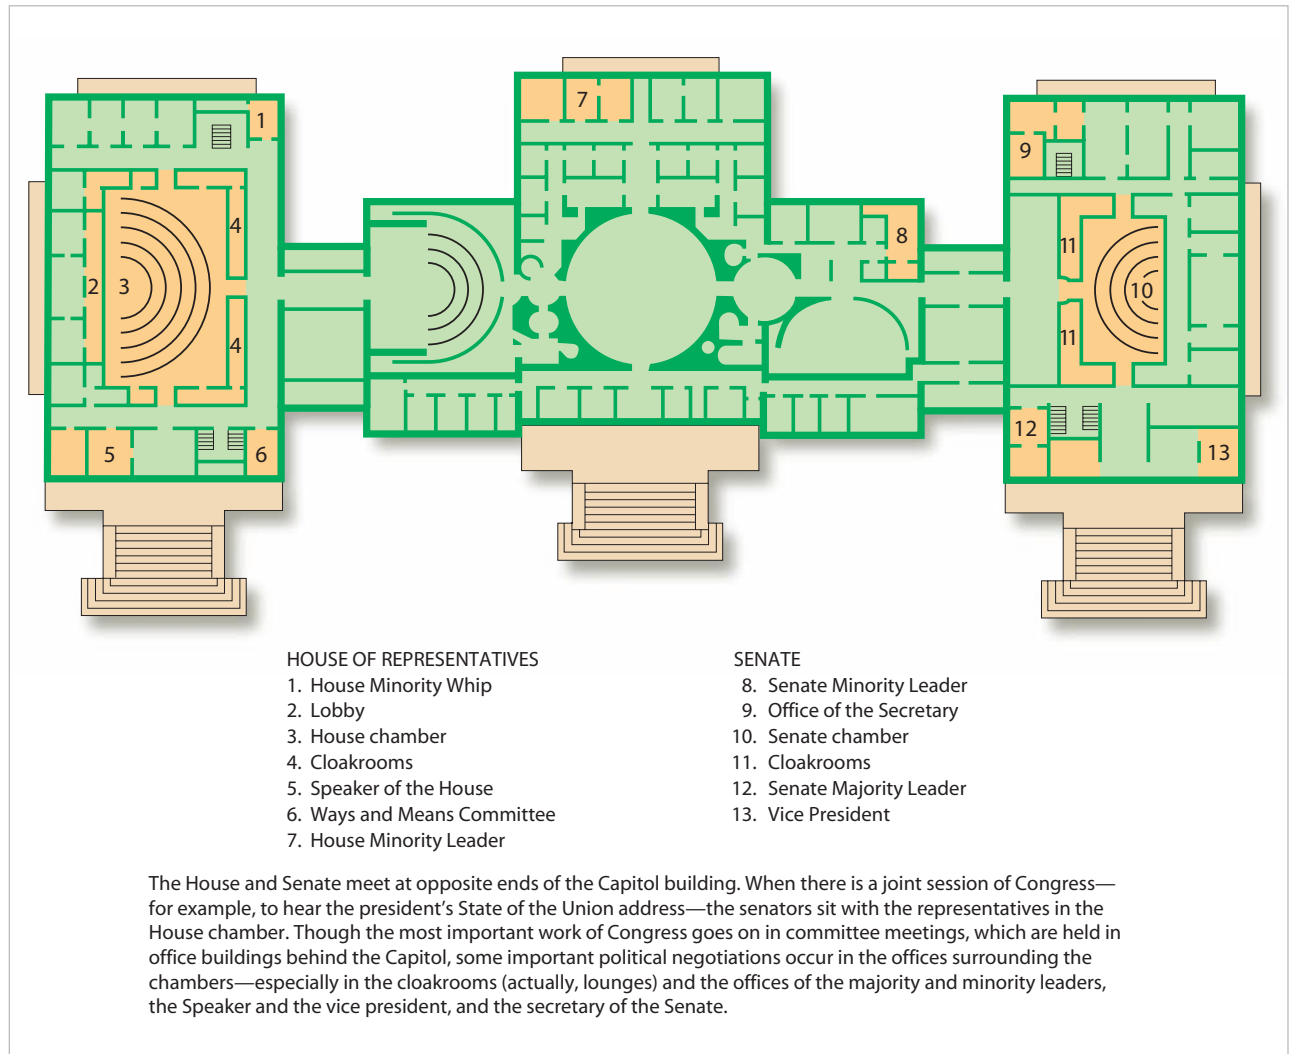 1
2
3
4
4
5
6
7
8
9
10
11
11
12
13
HOUSE OF REPRESENTATIVES
1. House Minority Whip
2. Lobby
3. House chamber
4. Cloakrooms
5. Speaker of the House
6. Ways and Means Committee
7. House Minority Leader
SENATE
8. Senate Minority Leader
9. Office of the Secretary
10. Senate chamber
11. Cloakrooms
12. Senate Majority Leader
13. Vice President
The House and Senate meet at opposite ends of the Capitol building. When there is a joint session of Congress—
for example, to hear the president’s State of the Union address—the senators sit with the representatives in the
House chamber. Though the most important work of Congress goes on in committee meetings, which are held in
office buildings behind the Capitol, some important political negotiations occur in the offices surrounding the
chambers—especially in the cloakrooms (actually, lounges) and the offices of the majority and minority leaders,
the Speaker and the vice president, and the secretary of the Senate.